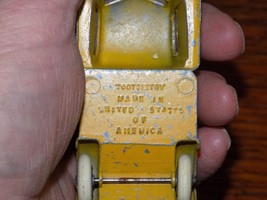 TOOTSIETOY
MADE IN
UNITED STATES
OF
AMERICA